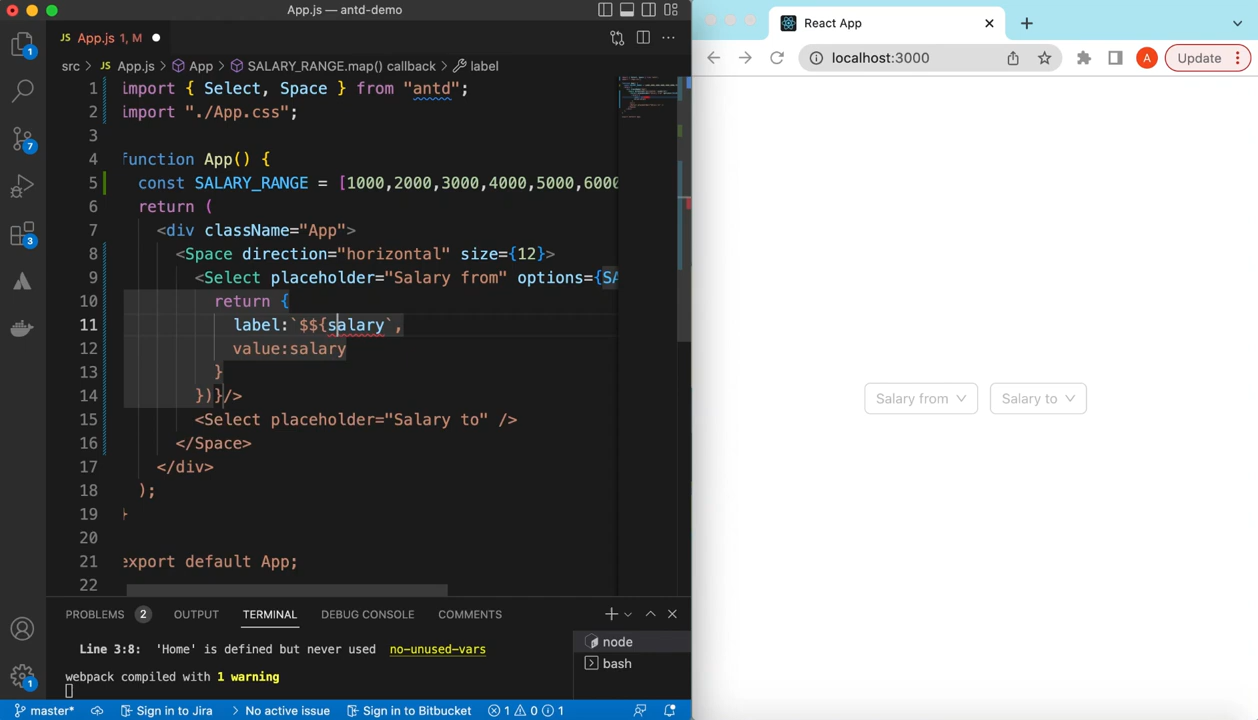 App.js — antd-demo
App.js 1, M
src > App.js > App > SALARY_RANGE.map() callback > label
1 import { Select, Space } from "antd";
2 import "./App.css";
3
4 function App() {
5 const SALARY_RANGE = [1000,2000,3000,4000,5000,6000
6 return (
7 <div className="App">
8 <Space direction="horizontal" size={12}>
9 <Select placeholder="Salary from" options={SA
10 return {
11 label:`$${salary`,
12 value:salary
13 }
14 })}/>
15 <Select placeholder="Salary to" />
16 </Space>
17 </div>
18 );
19 }
20
21 export default App;
22
PROBLEMS 2 OUTPUT TERMINAL DEBUG CONSOLE COMMENTS
Line 3:8: 'Home' is defined but never used no-unused-vars
webpack compiled with 1 warning
node
bash
master* Sign in to Jira No active issue Sign in to Bitbucket 1 0 1
1
7
3
1
React App
localhost:3000
A
Update
Salary from
Salary to